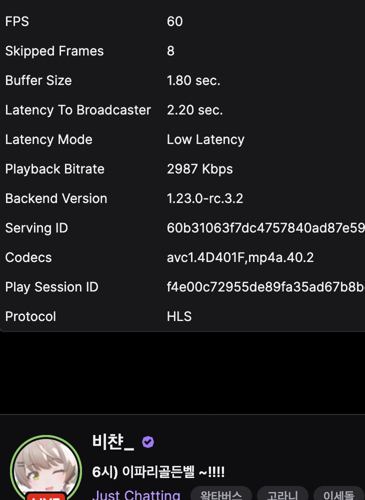 FPS 60
Skipped Frames 8
Buffer Size 1.80 sec.
Latency To Broadcaster 2.20 sec.
Latency Mode Low Latency
Playback Bitrate 2987 Kbps
Backend Version 1.23.0-rc.3.2
Serving ID 60b31063f7dc4757840ad87e59
Codecs avc1.4D401F,mp4a.40.2
Play Session ID f4e00c72955de89fa35ad67b8b
Protocol HLS
비챤_
6시) 이파리골든벨 ~!!!!
Just Chatting 왁타버스 고라니 이세돌